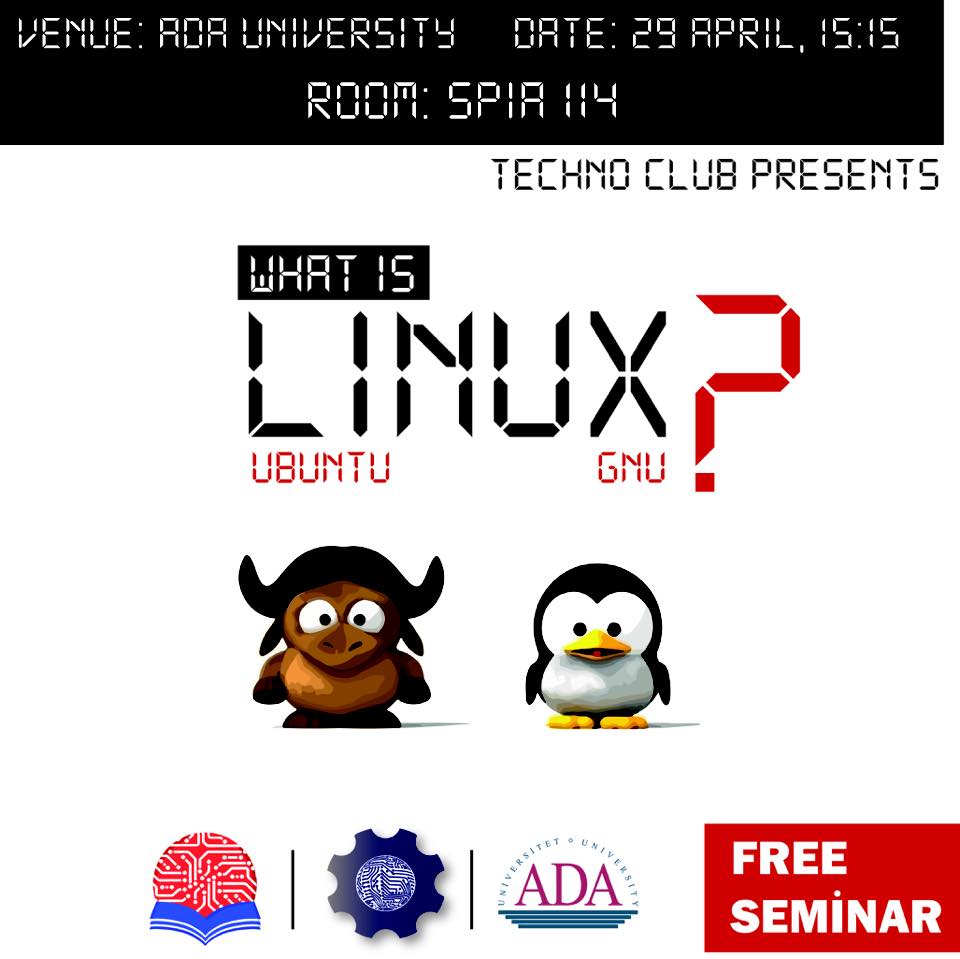 VENUE: ADA UNIVERSITY DATE: 29 APRIL, 15:15
ROOM: SPIA 114
TECHNO CLUB PRESENTS
WHAT IS
LINUX?
UBUNTU GNU
UNIVERSITET ° UNIVERSITY
ADA
FREE
SEMİNAR